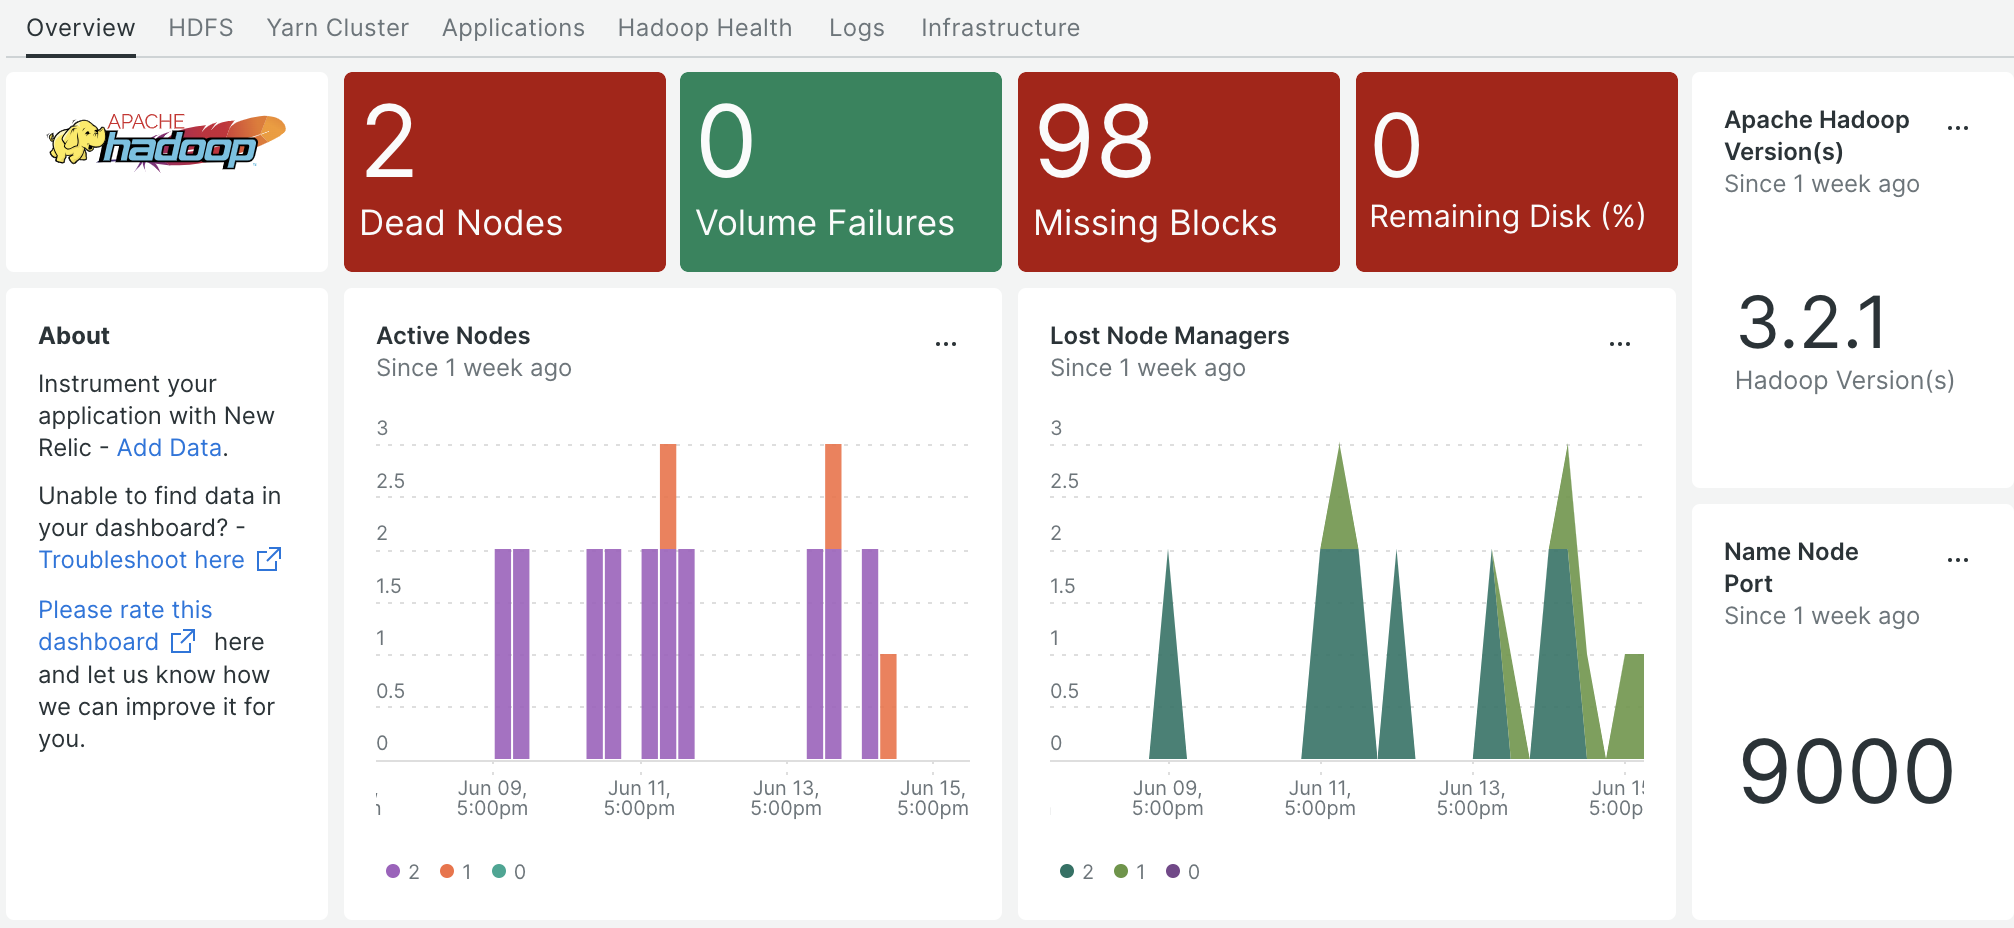 Overview HDFS Yarn Cluster Applications Hadoop Health Logs Infrastructure
APACHE
hadoop
2
Dead Nodes
0
Volume Failures
98
Missing Blocks
0
Remaining Disk (%)
Apache Hadoop
Version(s)
Since 1 week ago
3.2.1
Hadoop Version(s)
About
Instrument your
application with New
Relic - Add Data.
Unable to find data in
your dashboard? -
Troubleshoot here
Please rate this
dashboard here
and let us know how
we can improve it for
you.
Active Nodes
Since 1 week ago
3
2.5
2
1.5
1
0.5
0
Jun 09,
5:00pm
Jun 11,
5:00pm
Jun 13,
5:00pm
Jun 15,
5:00pm
2 1 0
Lost Node Managers
Since 1 week ago
3
2.5
2
1.5
1
0.5
0
Jun 09,
5:00pm
Jun 11,
5:00pm
Jun 13,
5:00pm
Jun 15
5:00p
2 1 0
Name Node
Port
Since 1 week ago
9000